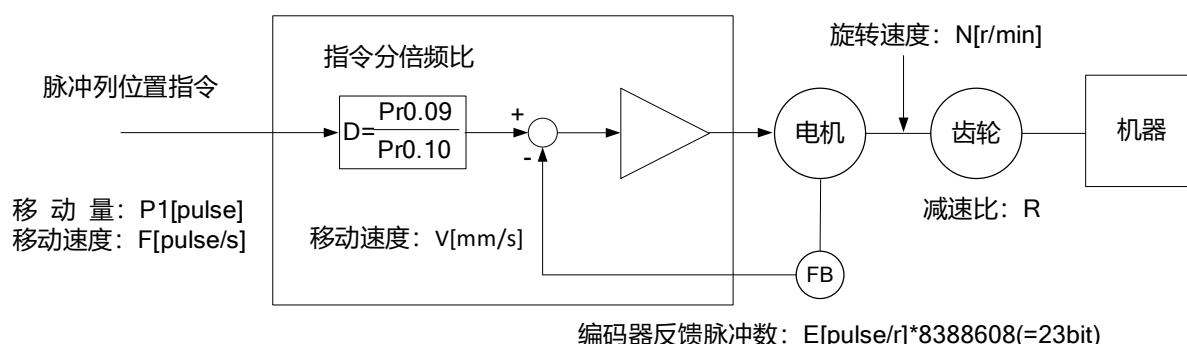 旋转速度：N[r/min]
指令分倍频比
脉冲列位置指令
D=Pr0.09/Pr0.10
+
-
电机
齿轮
机器
移 动 量：P1[pulse]
移动速度：F[pulse/s]
移动速度：V[mm/s]
减速比：R
FB
编码器反馈脉冲数：E[pulse/r]*8388608(=23bit)